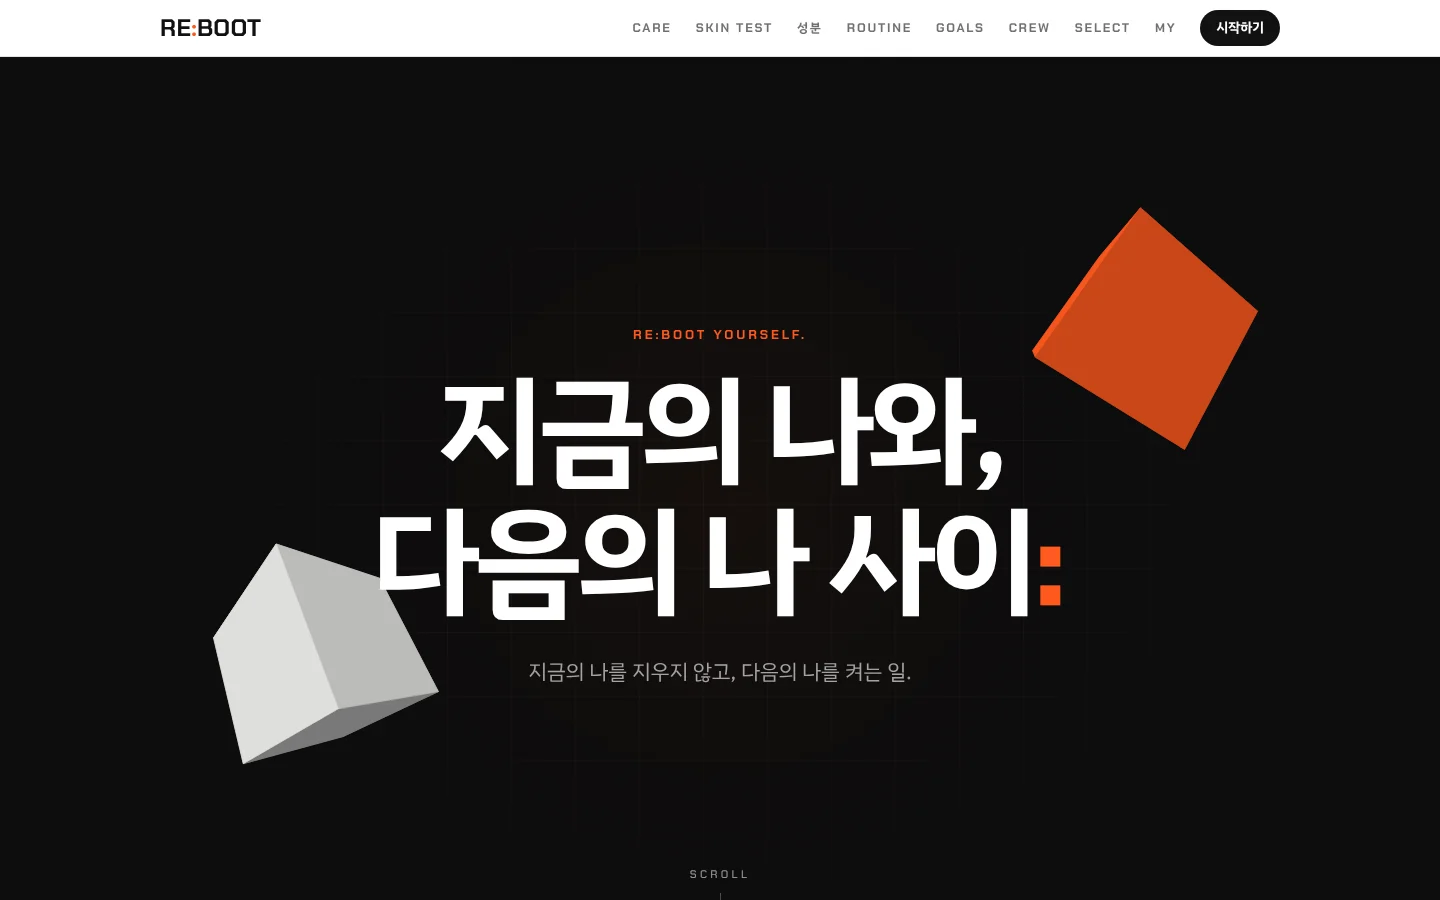 RE:BOOT
CARE SKIN TEST 성분 ROUTINE GOALS CREW SELECT MY 시작하기
RE:BOOT YOURSELF.
지금의 나와,
다음의 나 사이:
지금의 나를 지우지 않고, 다음의 나를 켜는 일.
SCROLL